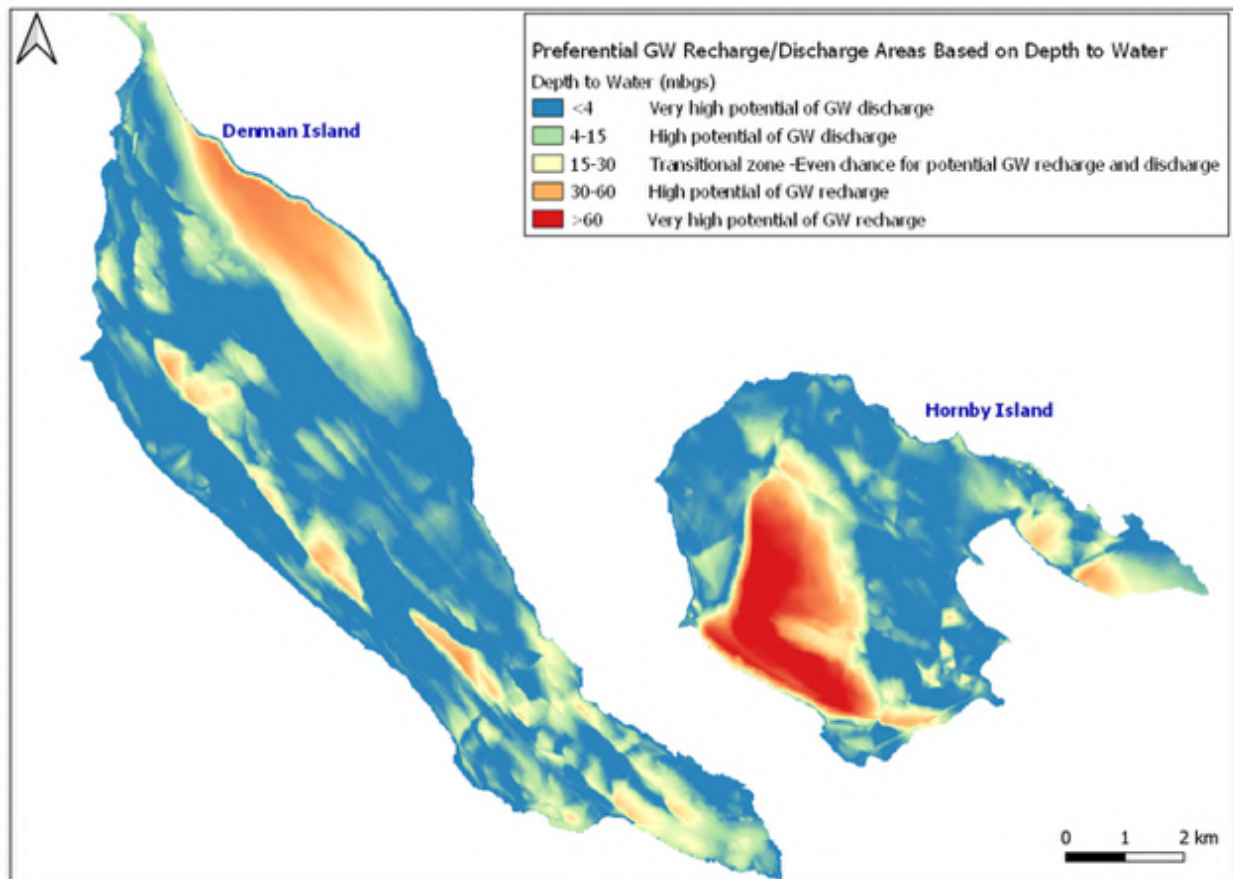 Preferential GW Recharge/Discharge Areas Based on Depth to Water
Depth to Water (mbgs)
<4 Very high potential of GW discharge
4-15 High potential of GW discharge
15-30 Transitional zone -Even chance for potential GW recharge and discharge
30-60 High potential of GW recharge
>60 Very high potential of GW recharge
Denman Island
Hornby Island
0 1 2 km